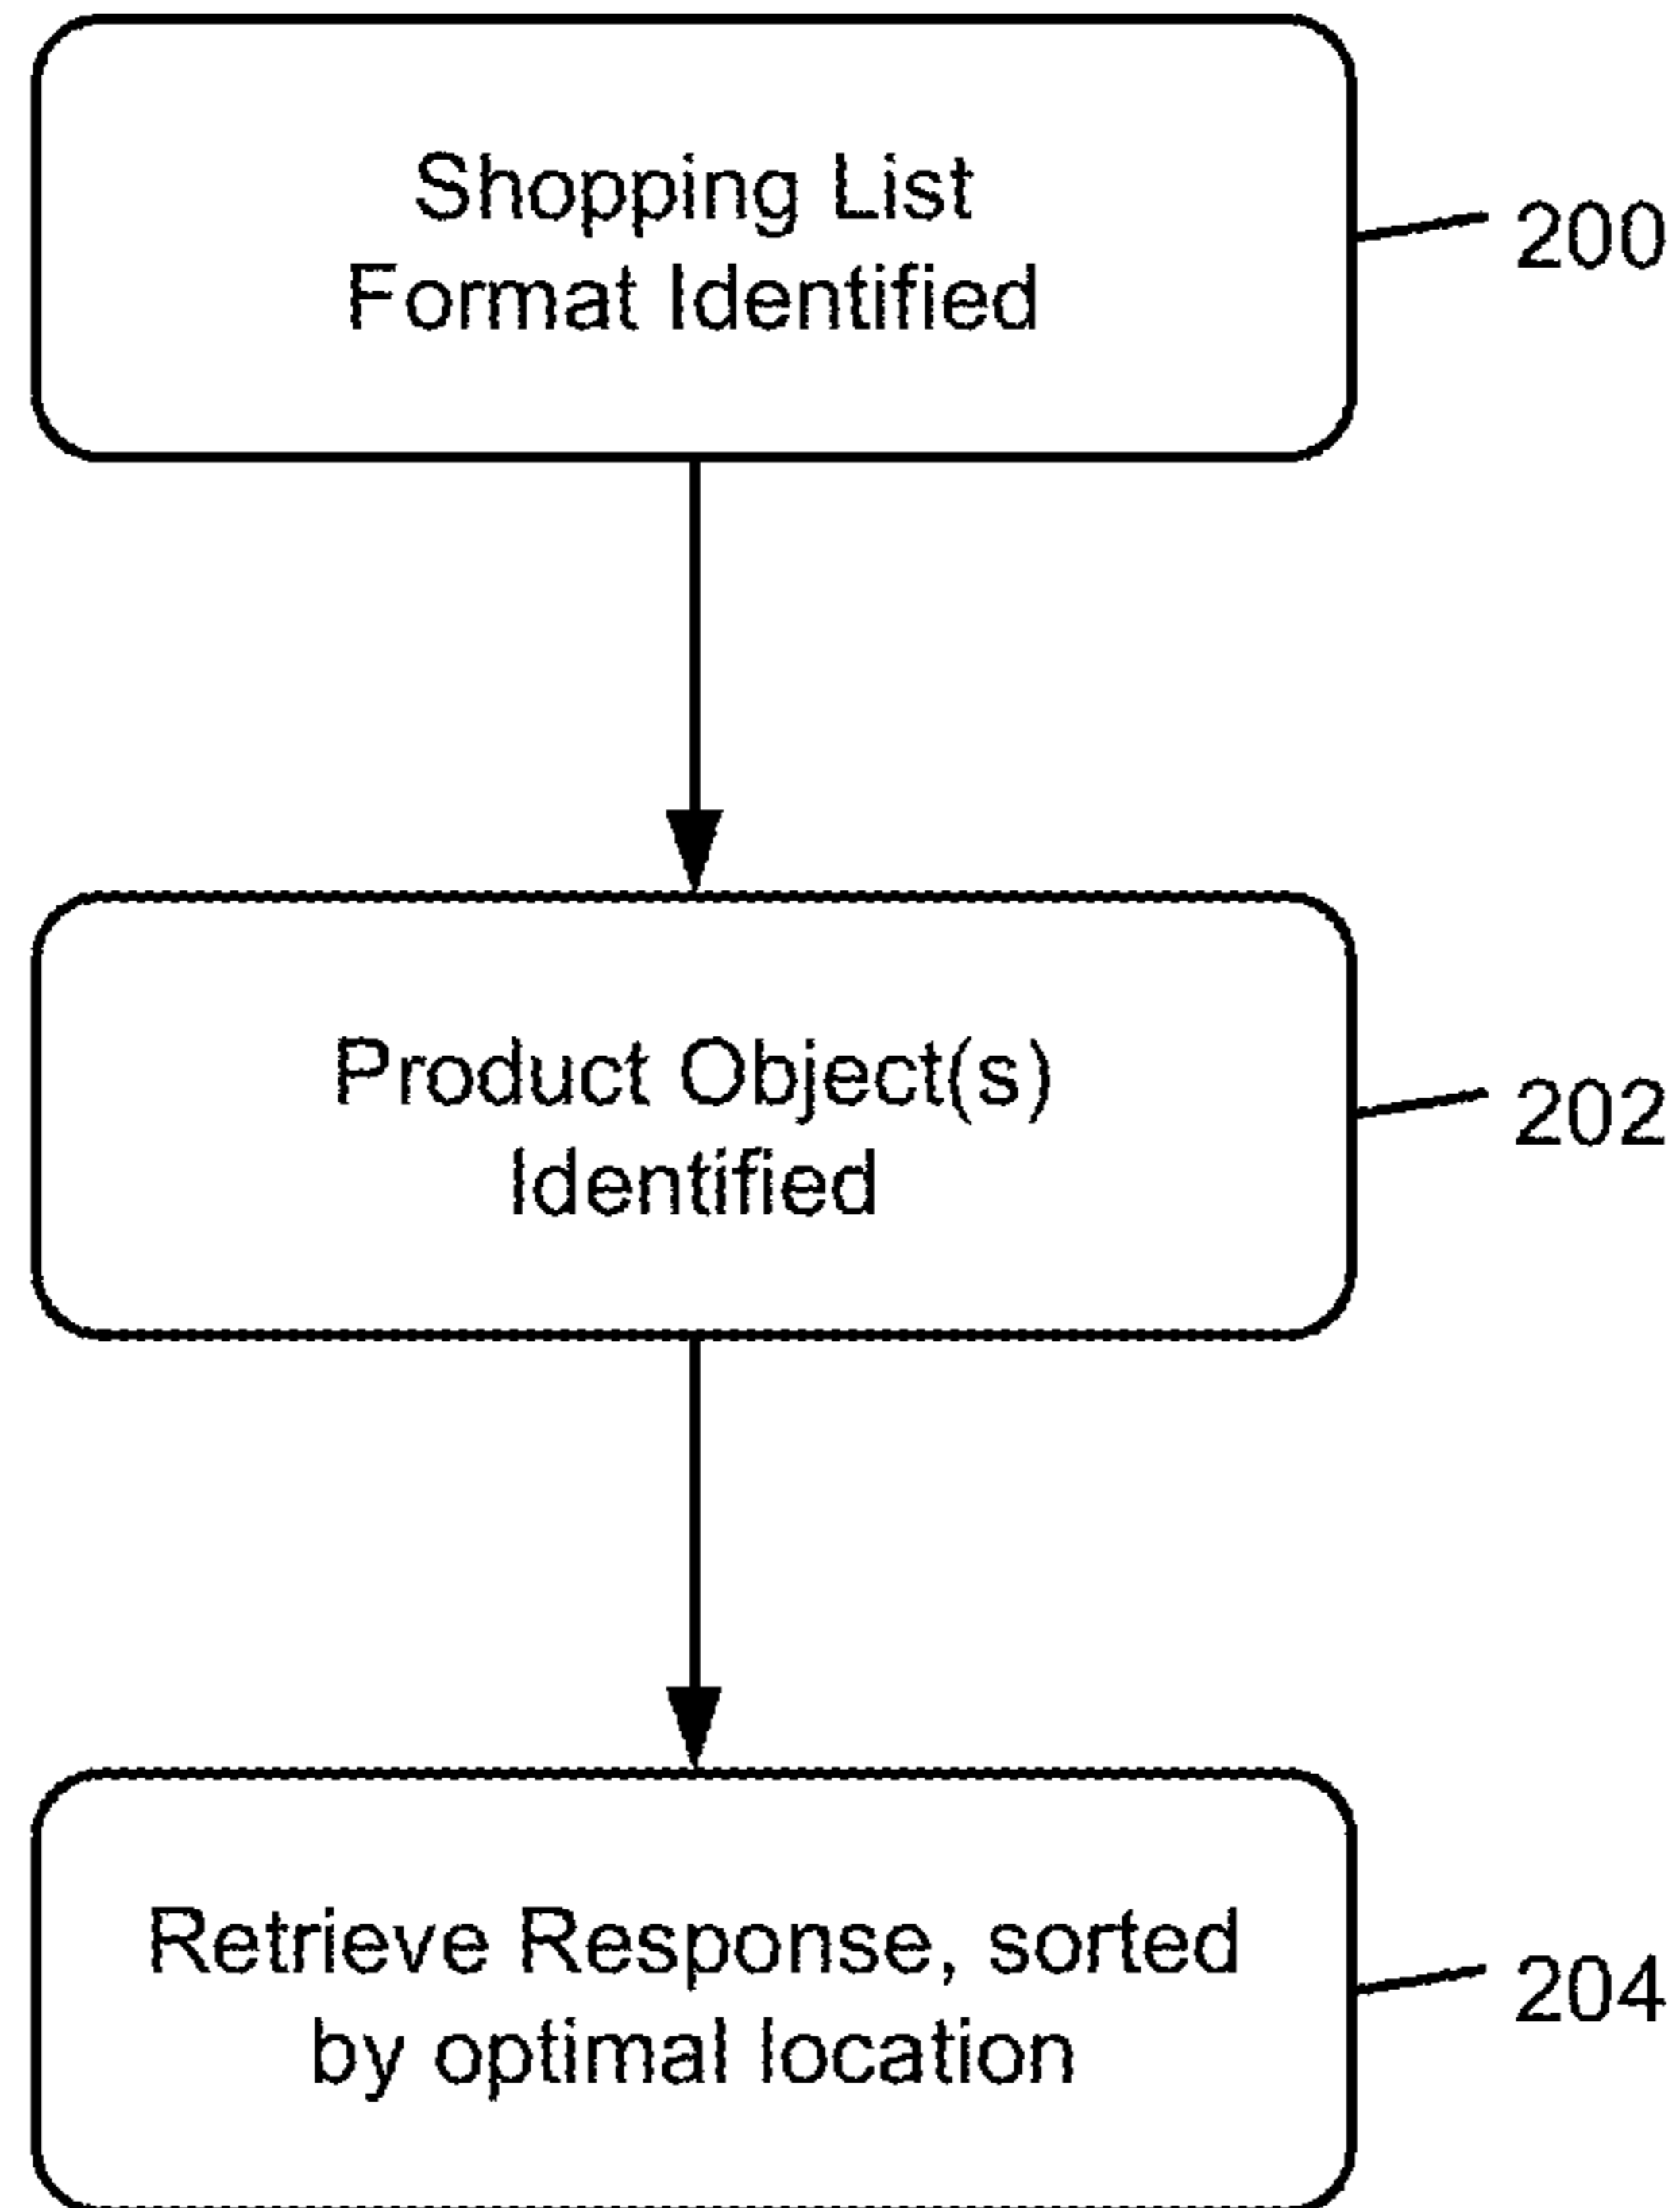 Shopping List
Format Identified
200
Product Object(s)
Identified
202
Retrieve Response, sorted
by optimal location
204